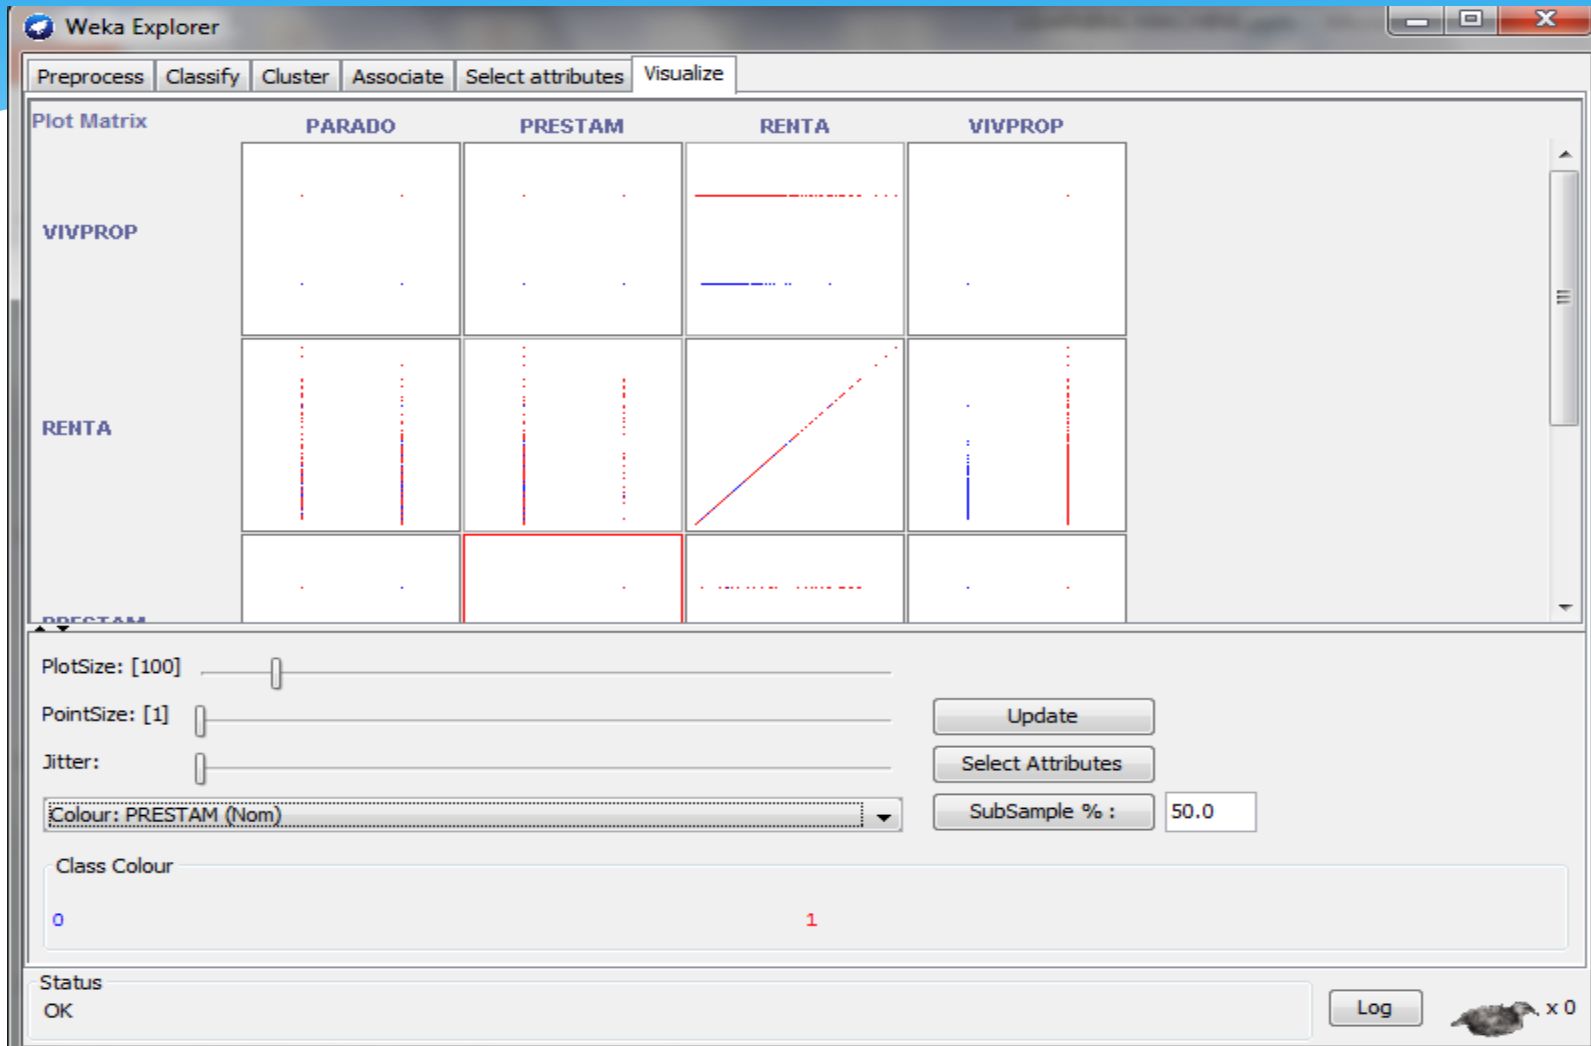 Weka Explorer
Preprocess Classify Cluster Associate Select attributes Visualize
Plot Matrix PARADO PRESTAM RENTA VIVPROP
VIVPROP
RENTA
PRESTAM
PlotSize: [100]
PointSize: [1]
Update
Jitter:
Select Attributes
Colour: PRESTAM (Nom)
SubSample % : 50.0
Class Colour
0 1
Status
OK
Log x 0